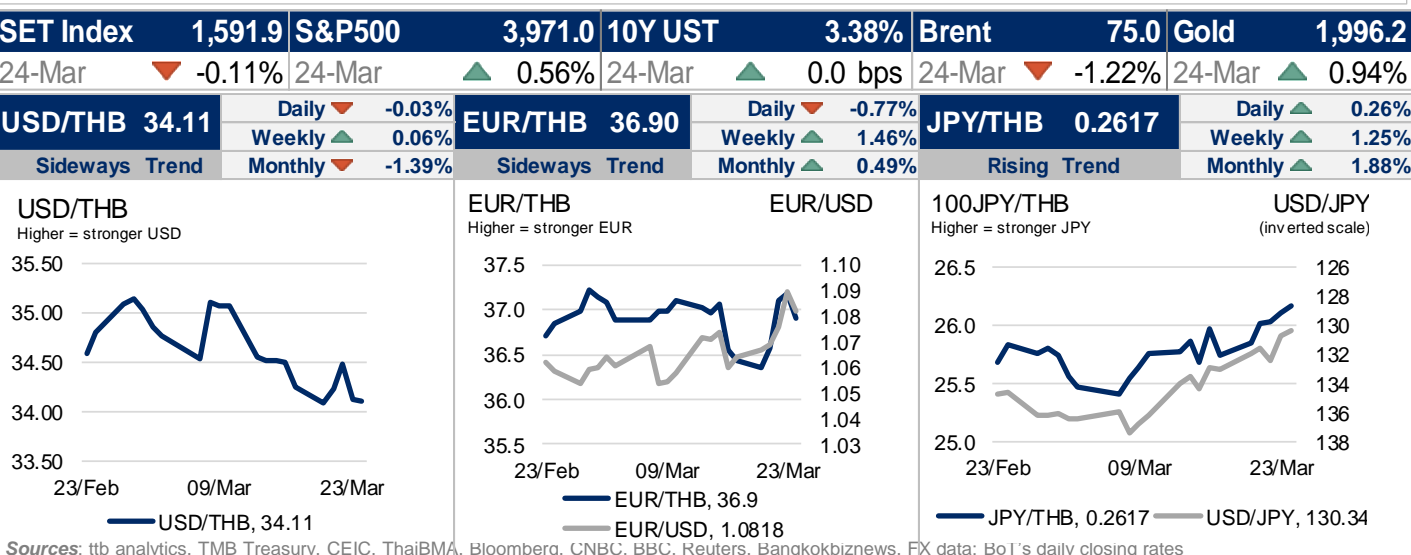 SET Index 1,591.9 S&P500 3,971.0 10Y UST 3.38% Brent 75.0 Gold 1,996.2
24-Mar -0.11% 24-Mar 0.56% 24-Mar 0.0 bps 24-Mar -1.22% 24-Mar 0.94%
USD/THB 34.11
Daily -0.03%
Weekly 0.06%
Sideways Trend Monthly -1.39%
EUR/THB 36.90
Daily -0.77%
Weekly 1.46%
Sideways Trend Monthly 0.49%
JPY/THB 0.2617
Daily 0.26%
Weekly 1.25%
Rising Trend Monthly 1.88%
USD/THB
Higher = stronger USD
35.50
35.00
34.50
34.00
33.50
23/Feb 09/Mar 23/Mar
USD/THB, 34.11
EUR/THB EUR/USD
Higher = stronger EUR
37.5 1.10
1.09
37.0 1.08
1.07
36.5 1.06
1.05
36.0 1.04
35.5 1.03
23/Feb 09/Mar 23/Mar
EUR/THB, 36.9
EUR/USD, 1.0818
100JPY/THB USD/JPY
Higher = stronger JPY (inverted scale)
26.5 126
128
26.0 130
132
25.5 134
136
25.0 138
23/Feb 09/Mar 23/Mar
JPY/THB, 0.2617 USD/JPY, 130.34
Sources: ttb analytics, TMB Treasury, CEIC, ThaiBMA, Bloomberg, CNBC, BBC, Reuters, Bangkokbiznews, FX data: BoT's daily closing rates